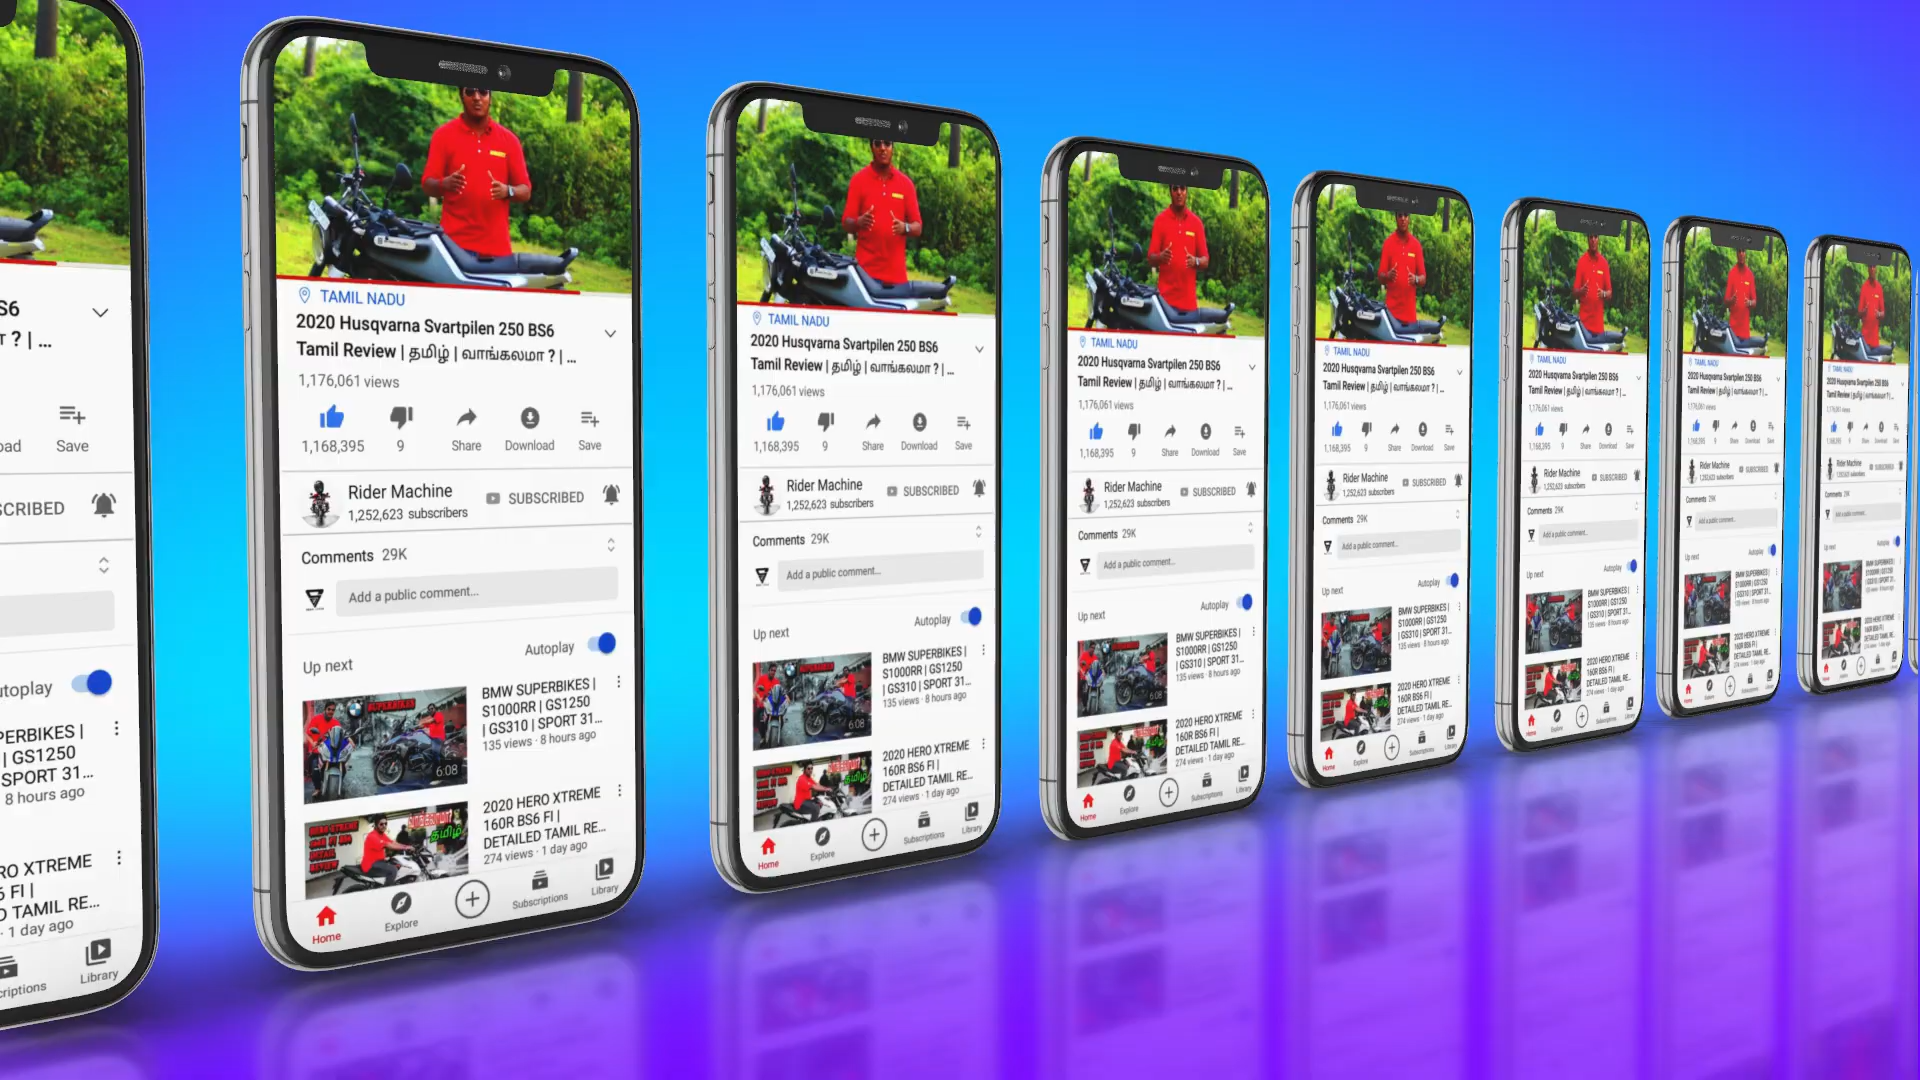 TAMIL NADU
2020 Husqvarna Svartpilen 250 BS6
Tamil Review | தமிழ் | வாங்கலமா ? | ...
1,176,061 views
1,168,395
9
Share
Download
Save
Rider Machine
1,252,623 subscribers
SUBSCRIBED
Comments 29K
Add a public comment...
Autoplay
Up next
SUPERBIKES
6:08
BMW SUPERBIKES |
S1000RR | GS1250
| GS310 | SPORT 31...
135 views · 8 hours ago
தமிழ்
2020 HERO XTREME
160R BS6 FI |
DETAILED TAMIL RE...
274 views · 1 day ago
Home
Explore
Subscriptions
Library